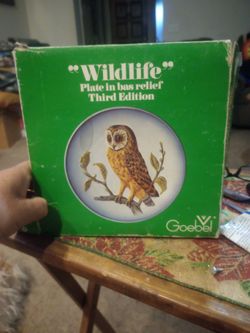 "Wildlife"
Plate in bas relief
Third Edition
Goebel